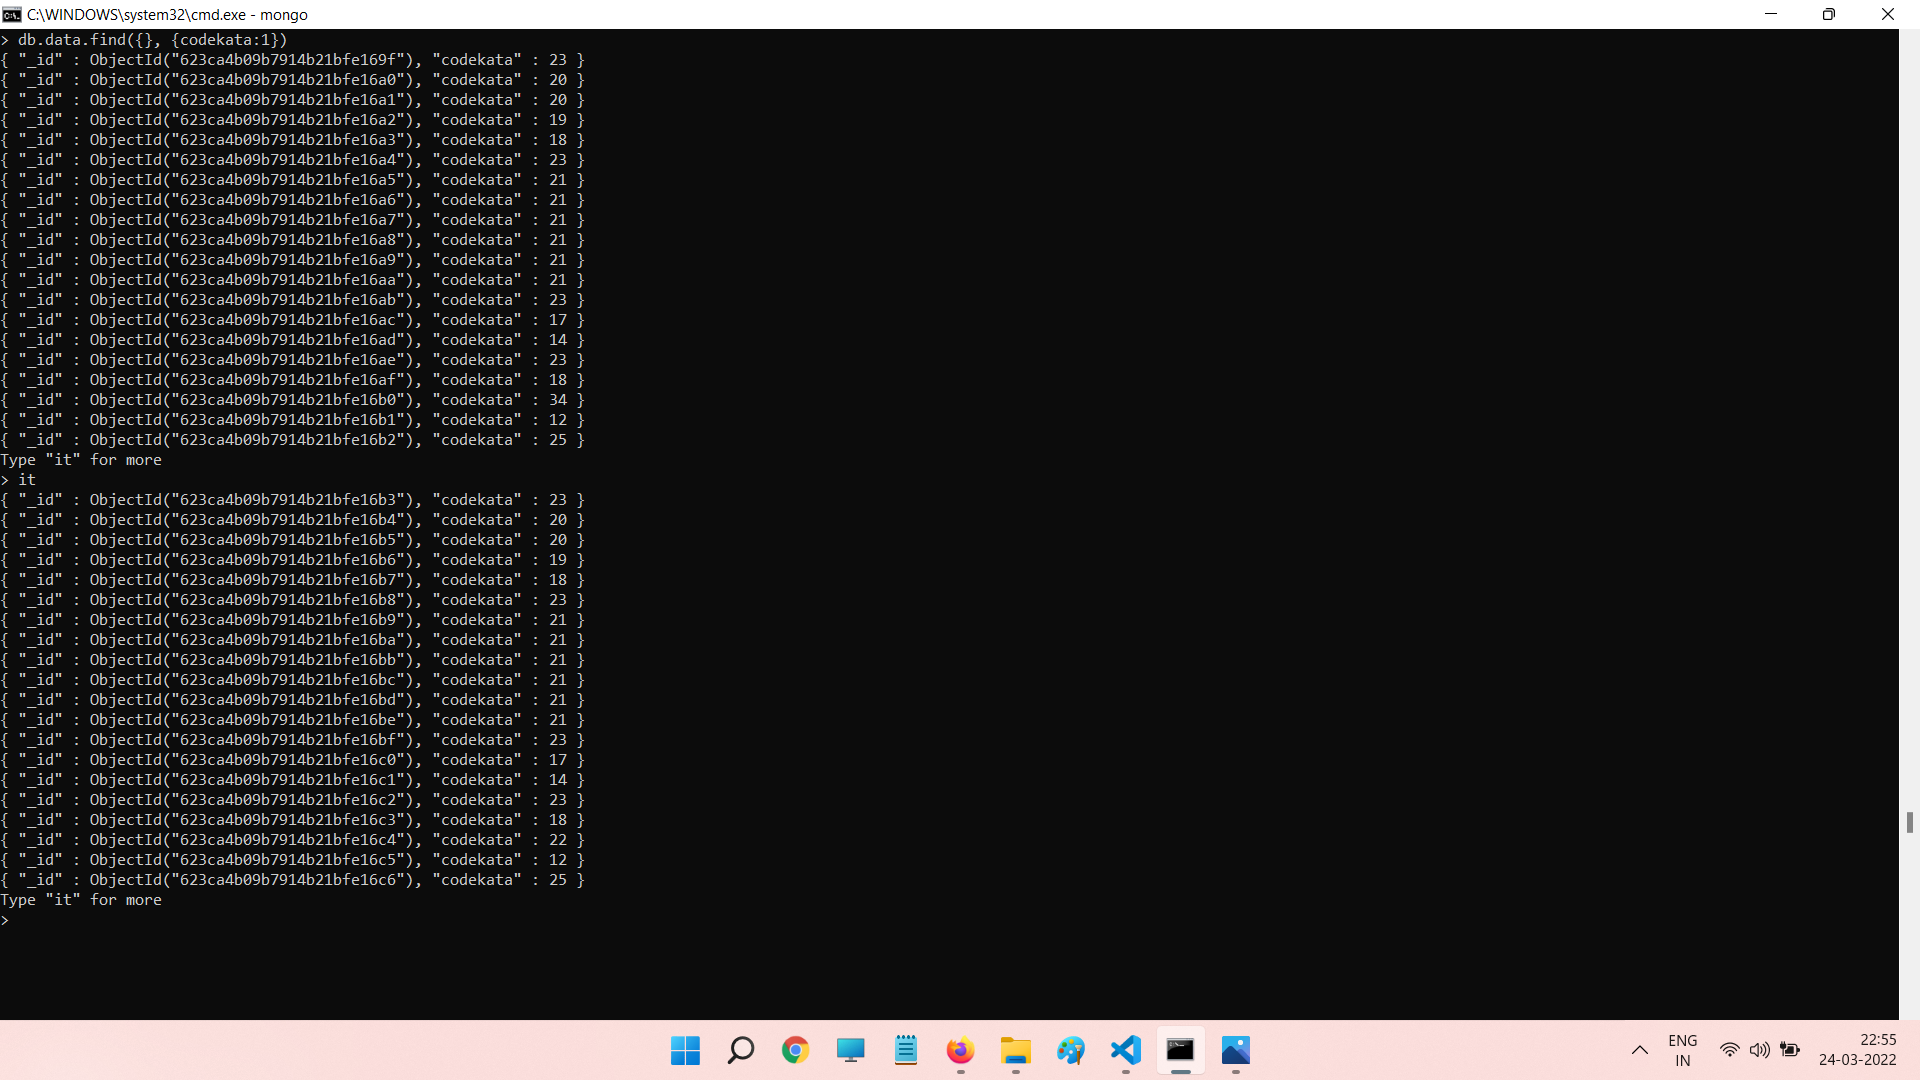 C:\WINDOWS\system32\cmd.exe - mongo
> db.data.find({}, {codekata:1})
{ "_id" : ObjectId("623ca4b09b7914b21bfe169f"), "codekata" : 23 }
{ "_id" : ObjectId("623ca4b09b7914b21bfe16a0"), "codekata" : 20 }
{ "_id" : ObjectId("623ca4b09b7914b21bfe16a1"), "codekata" : 20 }
{ "_id" : ObjectId("623ca4b09b7914b21bfe16a2"), "codekata" : 19 }
{ "_id" : ObjectId("623ca4b09b7914b21bfe16a3"), "codekata" : 18 }
{ "_id" : ObjectId("623ca4b09b7914b21bfe16a4"), "codekata" : 23 }
{ "_id" : ObjectId("623ca4b09b7914b21bfe16a5"), "codekata" : 21 }
{ "_id" : ObjectId("623ca4b09b7914b21bfe16a6"), "codekata" : 21 }
{ "_id" : ObjectId("623ca4b09b7914b21bfe16a7"), "codekata" : 21 }
{ "_id" : ObjectId("623ca4b09b7914b21bfe16a8"), "codekata" : 21 }
{ "_id" : ObjectId("623ca4b09b7914b21bfe16a9"), "codekata" : 21 }
{ "_id" : ObjectId("623ca4b09b7914b21bfe16aa"), "codekata" : 21 }
{ "_id" : ObjectId("623ca4b09b7914b21bfe16ab"), "codekata" : 23 }
{ "_id" : ObjectId("623ca4b09b7914b21bfe16ac"), "codekata" : 17 }
{ "_id" : ObjectId("623ca4b09b7914b21bfe16ad"), "codekata" : 14 }
{ "_id" : ObjectId("623ca4b09b7914b21bfe16ae"), "codekata" : 23 }
{ "_id" : ObjectId("623ca4b09b7914b21bfe16af"), "codekata" : 18 }
{ "_id" : ObjectId("623ca4b09b7914b21bfe16b0"), "codekata" : 34 }
{ "_id" : ObjectId("623ca4b09b7914b21bfe16b1"), "codekata" : 12 }
{ "_id" : ObjectId("623ca4b09b7914b21bfe16b2"), "codekata" : 25 }
Type "it" for more
> it
{ "_id" : ObjectId("623ca4b09b7914b21bfe16b3"), "codekata" : 23 }
{ "_id" : ObjectId("623ca4b09b7914b21bfe16b4"), "codekata" : 20 }
{ "_id" : ObjectId("623ca4b09b7914b21bfe16b5"), "codekata" : 20 }
{ "_id" : ObjectId("623ca4b09b7914b21bfe16b6"), "codekata" : 19 }
{ "_id" : ObjectId("623ca4b09b7914b21bfe16b7"), "codekata" : 18 }
{ "_id" : ObjectId("623ca4b09b7914b21bfe16b8"), "codekata" : 23 }
{ "_id" : ObjectId("623ca4b09b7914b21bfe16b9"), "codekata" : 21 }
{ "_id" : ObjectId("623ca4b09b7914b21bfe16ba"), "codekata" : 21 }
{ "_id" : ObjectId("623ca4b09b7914b21bfe16bb"), "codekata" : 21 }
{ "_id" : ObjectId("623ca4b09b7914b21bfe16bc"), "codekata" : 21 }
{ "_id" : ObjectId("623ca4b09b7914b21bfe16bd"), "codekata" : 21 }
{ "_id" : ObjectId("623ca4b09b7914b21bfe16be"), "codekata" : 21 }
{ "_id" : ObjectId("623ca4b09b7914b21bfe16bf"), "codekata" : 23 }
{ "_id" : ObjectId("623ca4b09b7914b21bfe16c0"), "codekata" : 17 }
{ "_id" : ObjectId("623ca4b09b7914b21bfe16c1"), "codekata" : 14 }
{ "_id" : ObjectId("623ca4b09b7914b21bfe16c2"), "codekata" : 23 }
{ "_id" : ObjectId("623ca4b09b7914b21bfe16c3"), "codekata" : 18 }
{ "_id" : ObjectId("623ca4b09b7914b21bfe16c4"), "codekata" : 22 }
{ "_id" : ObjectId("623ca4b09b7914b21bfe16c5"), "codekata" : 12 }
{ "_id" : ObjectId("623ca4b09b7914b21bfe16c6"), "codekata" : 25 }
Type "it" for more
>
ENG
IN
22:55
24-03-2022